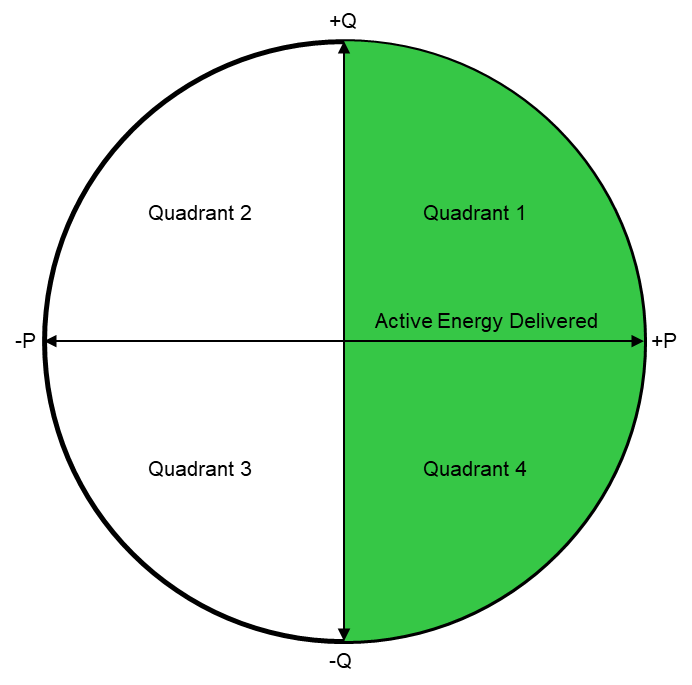 +Q
Quadrant 2
Quadrant 1
Active Energy Delivered
-P
+P
Quadrant 3
Quadrant 4
-Q